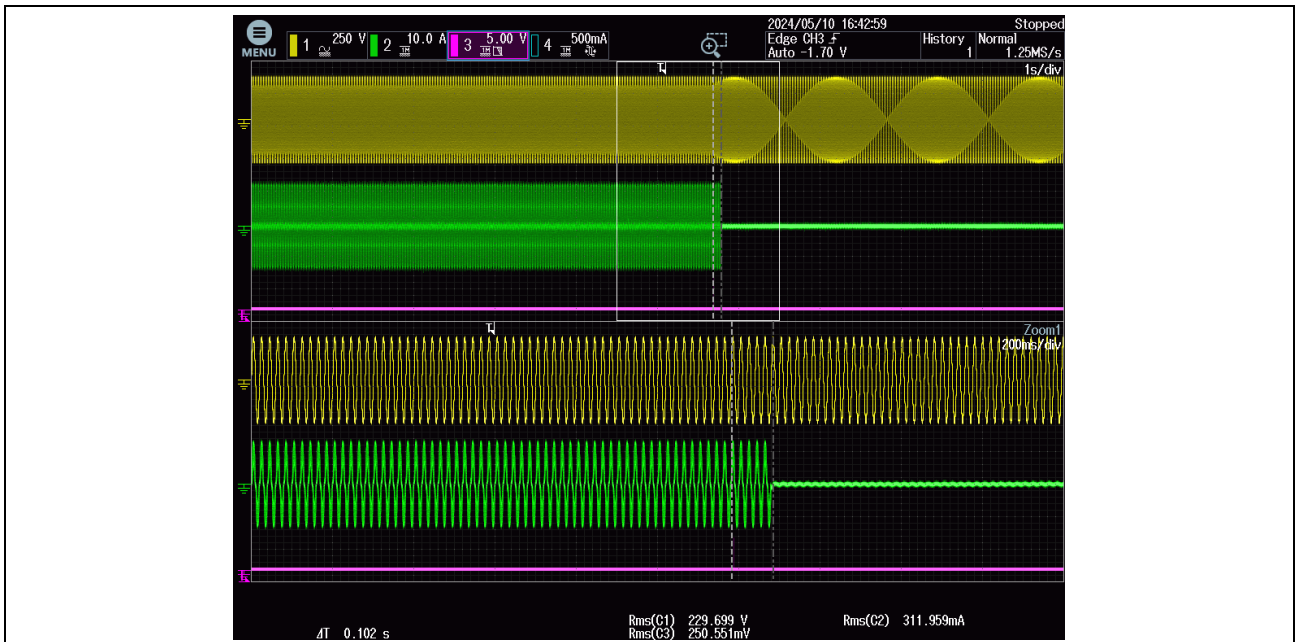 2024/05/10 16:42:59 Stopped
MENU 1 250 V 2 10.0 A 3 5.00 V 4 500mA Edge CH3 History Normal
Auto -1.70 V 1 1.25MS/s
T 1s/div
Zoom1
T 200ms/div
Rms(C1) 229.699 V Rms(C2) 311.959mA
ΔT 0.102 s Rms(C3) 250.551mV